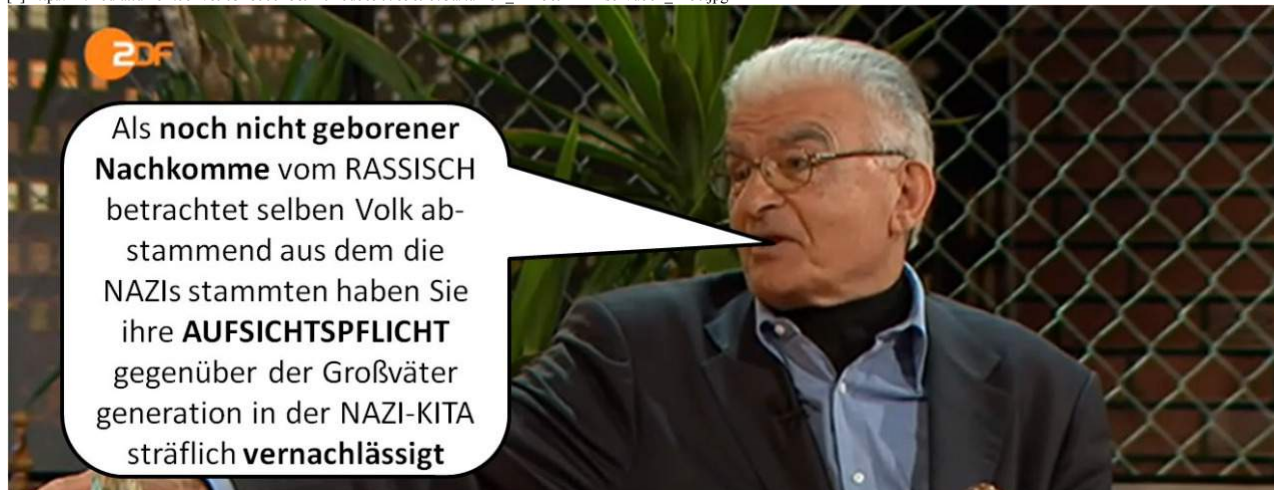 ZDF
Als noch nicht geborener
Nachkomme vom RASSISCH
betrachtet selben Volk ab-
stammend aus dem die
NAZIs stammten haben Sie
ihre AUFSICHTSPFLICHT
gegenüber der Großväter
generation in der NAZI-KITA
sträflich vernachlässigt